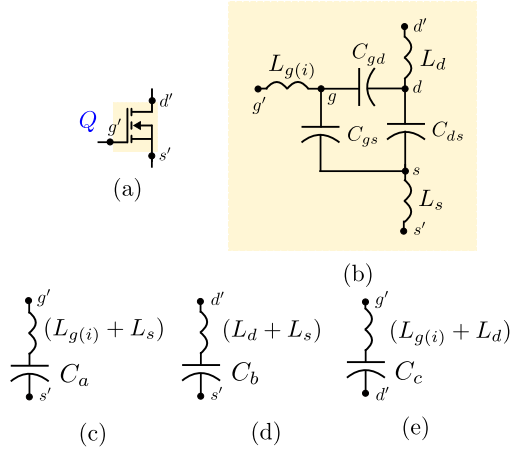 d′
L_d
C_{gd}
L_{g(i)}
g′
g
d
C_{gs}
C_{ds}
s
L_s
s′
Q
g′
d′
s′
(a)
(b)
g′
(L_{g(i)} + L_s)
C_a
s′
(c)
d′
(L_d + L_s)
C_b
s′
(d)
g′
(L_{g(i)} + L_d)
C_c
d′
(e)